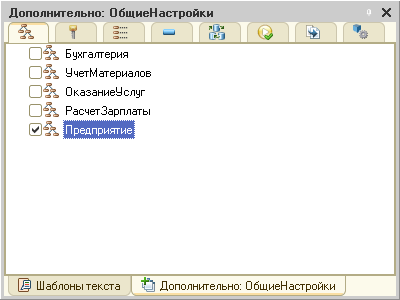 Дополнительно: ОбщиеНастройки
Бухгалтерия
УчетМатериалов
ОказаниеУслуг
РасчетЗарплаты
Предприятие
Шаблоны текста
Дополнительно: ОбщиеНастройки